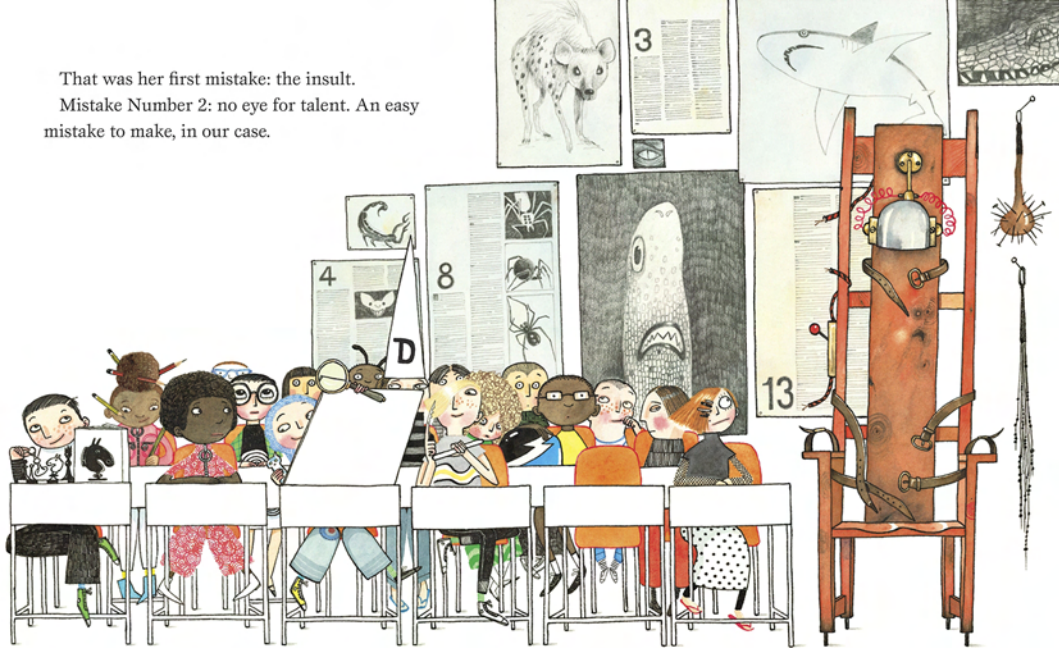 That was her first mistake: the insult.
Mistake Number 2: no eye for talent. An easy
mistake to make, in our case.
3
4
8
D
13